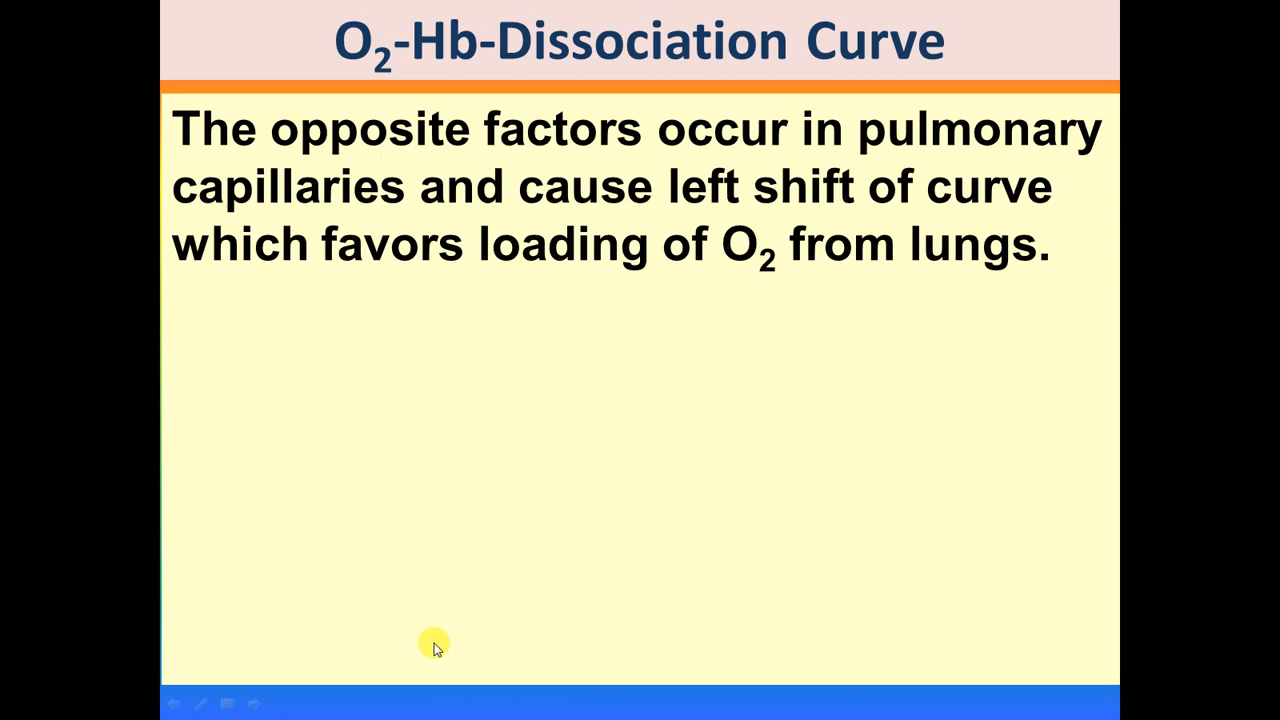 O₂-Hb-Dissociation Curve
The opposite factors occur in pulmonary
capillaries and cause left shift of curve
which favors loading of O₂ from lungs.